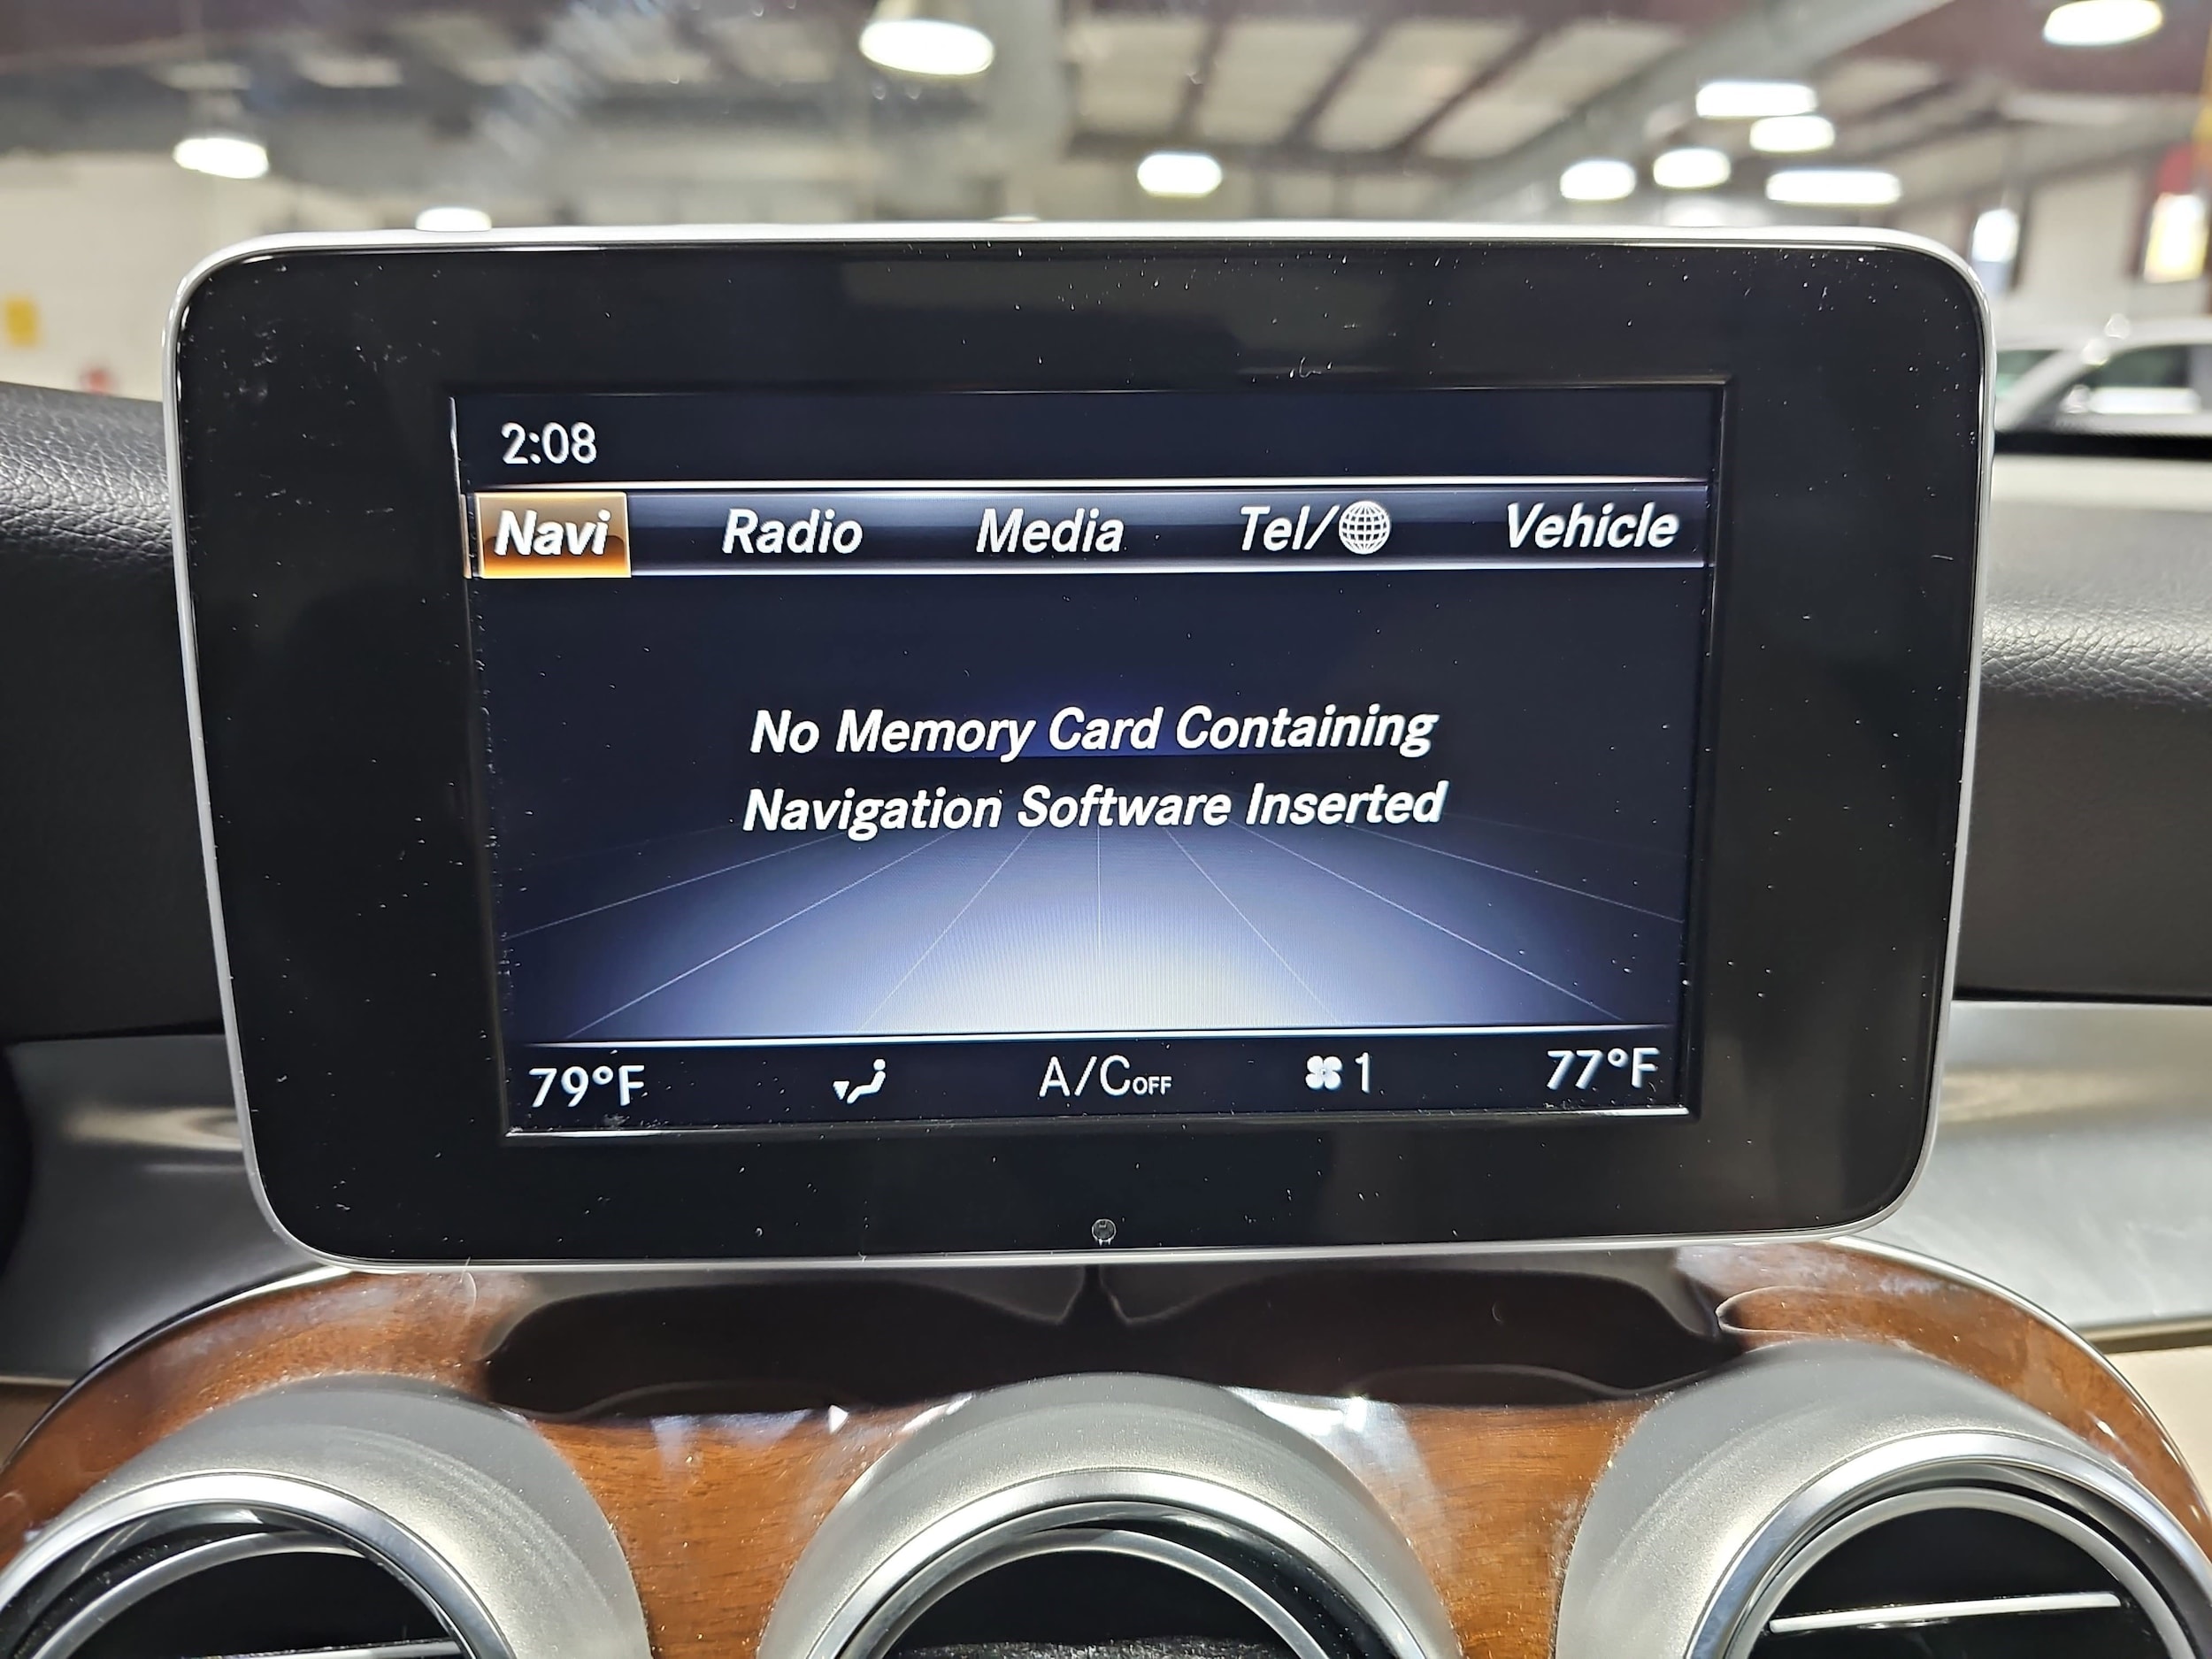 2:08
Navi Radio Media Tel/ Vehicle
No Memory Card Containing
Navigation Software Inserted
79°F A/COFF 1 77°F